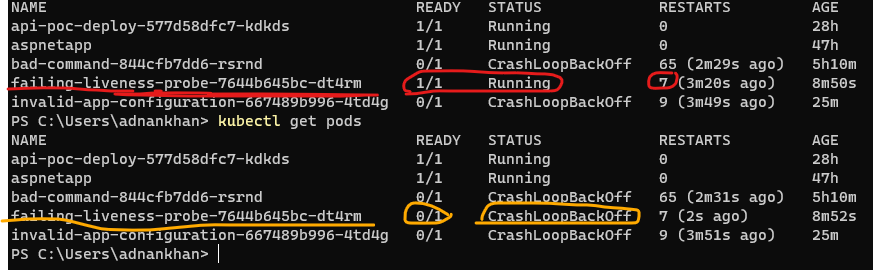 NAME READY STATUS RESTARTS AGE
api-poc-deploy-577d58dfc7-kdkds 1/1 Running 0 28h
aspnetapp 1/1 Running 0 47h
bad-command-844cfb7dd6-rsrnd 0/1 CrashLoopBackOff 65 (2m29s ago) 5h10m
failing-liveness-probe-7644b645bc-dt4rm 1/1 Running 7 (3m20s ago) 8m50s
invalid-app-configuration-667489b996-4td4g 0/1 CrashLoopBackOff 9 (3m49s ago) 25m
PS C:\Users\adnankhan> kubectl get pods
NAME READY STATUS RESTARTS AGE
api-poc-deploy-577d58dfc7-kdkds 1/1 Running 0 28h
aspnetapp 1/1 Running 0 47h
bad-command-844cfb7dd6-rsrnd 0/1 CrashLoopBackOff 65 (2m31s ago) 5h10m
failing-liveness-probe-7644b645bc-dt4rm 0/1 CrashLoopBackOff 7 (2s ago) 8m52s
invalid-app-configuration-667489b996-4td4g 0/1 CrashLoopBackOff 9 (3m51s ago) 25m
PS C:\Users\adnankhan>